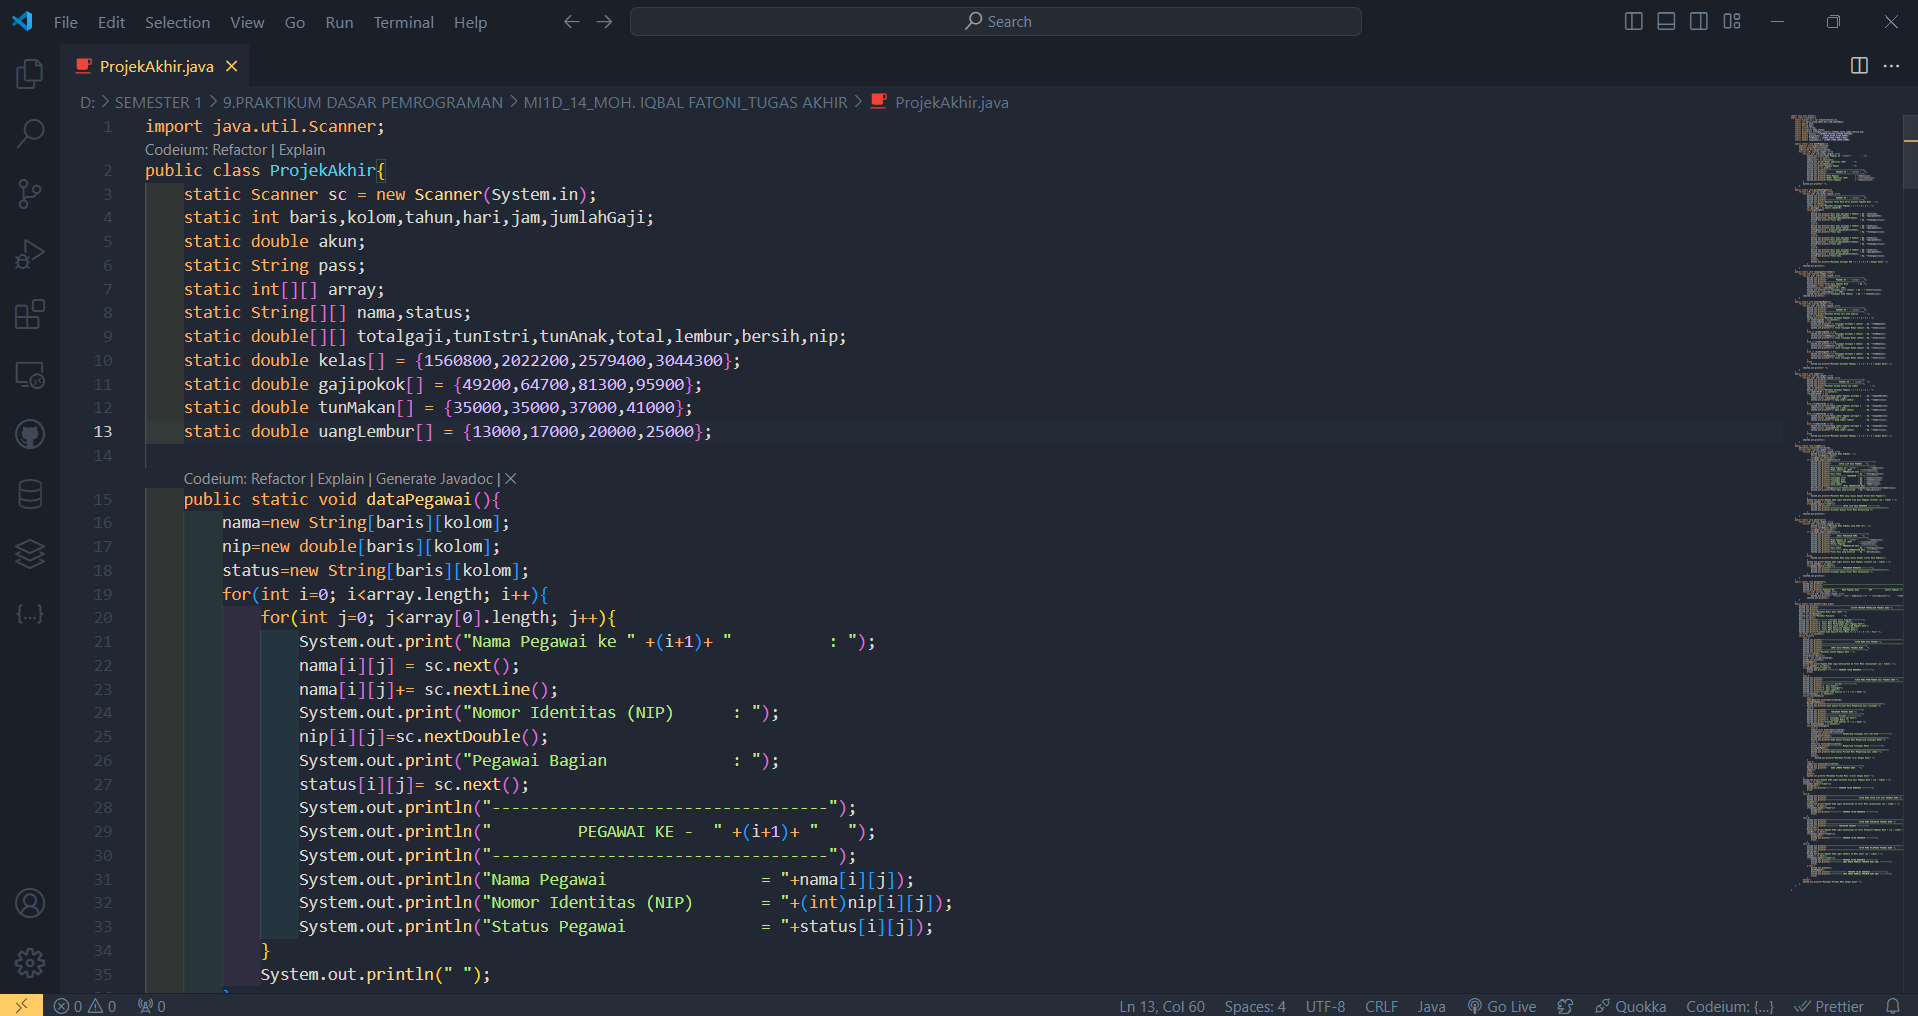 File Edit Selection View Go Run Terminal Help Search
ProjekAkhir.java
D: > SEMESTER 1 > 9.PRAKTIKUM DASAR PEMROGRAMAN > MI1D_14_MOH. IQBAL FATONI_TUGAS AKHIR > ProjekAkhir.java
1 import java.util.Scanner;
Codeium: Refactor | Explain
2 public class ProjekAkhir{
3     static Scanner sc = new Scanner(System.in);
4     static int baris,kolom,tahun,hari,jam,jumlahGaji;
5     static double akun;
6     static String pass;
7     static int[][] array;
8     static String[][] nama,status;
9     static double[][] totalgaji,tunIstri,tunAnak,total,lembur,bersih,nip;
10     static double kelas[] = {1560800,2022200,2579400,3044300};
11     static double gajipokok[] = {49200,64700,81300,95900};
12     static double tunMakan[] = {35000,35000,37000,41000};
13     static double uangLembur[] = {13000,17000,20000,25000};
14
Codeium: Refactor | Explain | Generate Javadoc | ×
15     public static void dataPegawai(){
16         nama=new String[baris][kolom];
17         nip=new double[baris][kolom];
18         status=new String[baris][kolom];
19         for(int i=0; i<array.length; i++){
20             for(int j=0; j<array[0].length; j++){
21                 System.out.print("Nama Pegawai ke " +(i+1)+ "          : ");
22                 nama[i][j] = sc.next();
23                 nama[i][j]+= sc.nextLine();
24                 System.out.print("Nomor Identitas (NIP)      : ");
25                 nip[i][j]=sc.nextDouble();
26                 System.out.print("Pegawai Bagian             : ");
27                 status[i][j]= sc.next();
28                 System.out.println("-----------------------------------");
29                 System.out.println("         PEGAWAI KE -  " +(i+1)+ "   ");
30                 System.out.println("-----------------------------------");
31                 System.out.println("Nama Pegawai                = "+nama[i][j]);
32                 System.out.println("Nomor Identitas (NIP)       = "+(int)nip[i][j]);
33                 System.out.println("Status Pegawai              = "+status[i][j]);
34             }
35             System.out.println(" ");
0 0 0 Ln 13, Col 60 Spaces: 4 UTF-8 CRLF Java Go Live Quokka Codeium: {...} Prettier